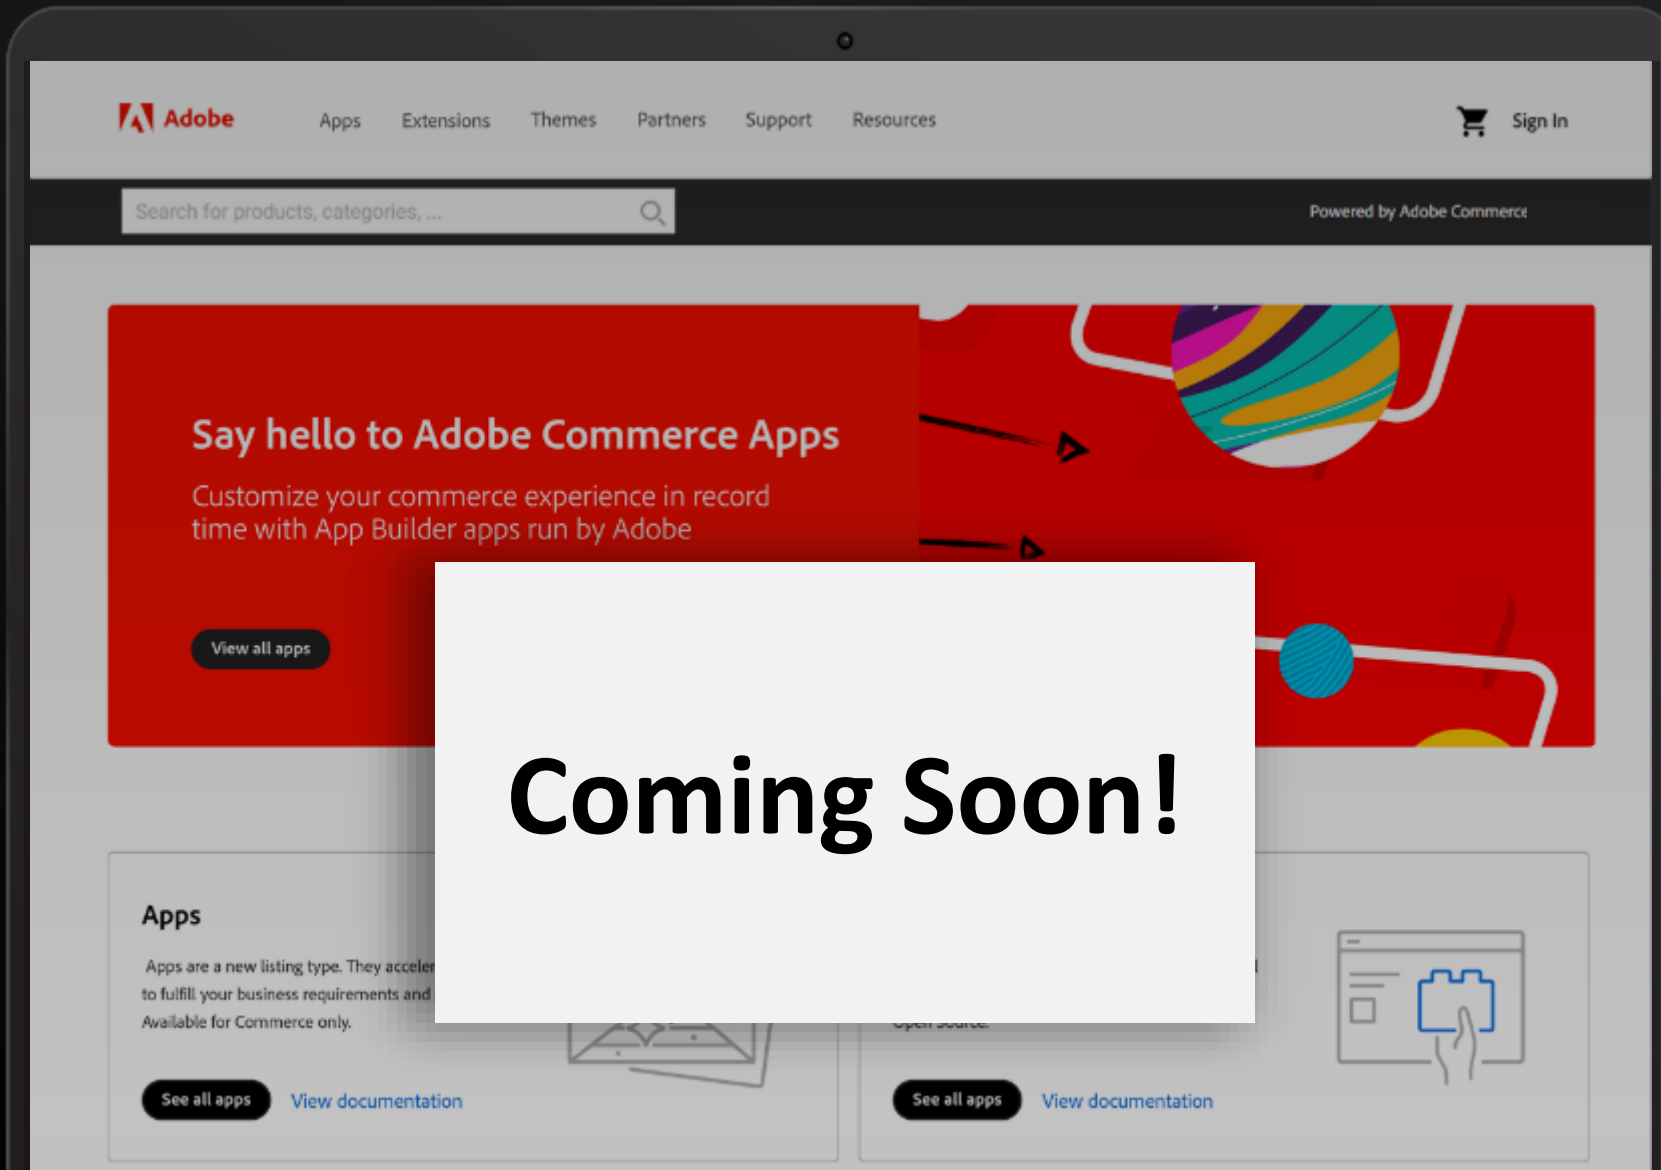 Adobe
Apps Extensions Themes Partners Support Resources
Sign In
Search for products, categories, ...
Powered by Adobe Commerce
Say hello to Adobe Commerce Apps
Customize your commerce experience in record
time with App Builder apps run by Adobe
View all apps
Coming Soon!
Apps
Apps are a new listing type. They
to fulfill your business requirements and
Available for Commerce only.
See all apps View documentation
Open Source.
See all apps View documentation